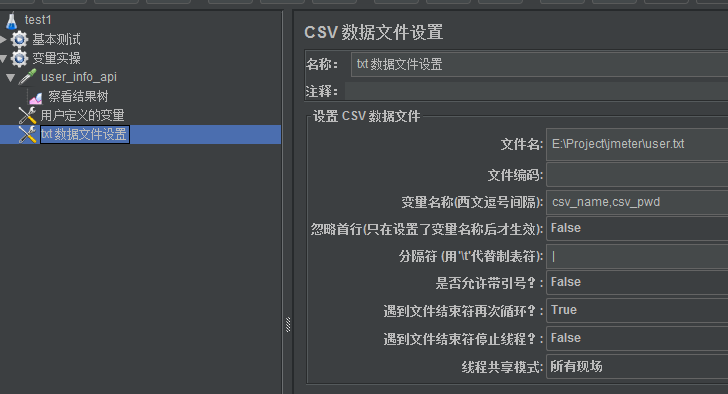 test1
基本测试
变量实操
user_info_api
察看结果树
用户定义的变量
txt 数据文件设置
CSV 数据文件设置
名称： txt 数据文件设置
注释：
设置 CSV 数据文件
文件名: E:\Project\jmeter\user.txt
文件编码:
变量名称(西文逗号间隔): csv_name,csv_pwd
忽略首行(只在设置了变量名称后才生效): False
分隔符 (用'\t'代替制表符): |
是否允许带引号？: False
遇到文件结束符再次循环？: True
遇到文件结束符停止线程？: False
线程共享模式: 所有现场